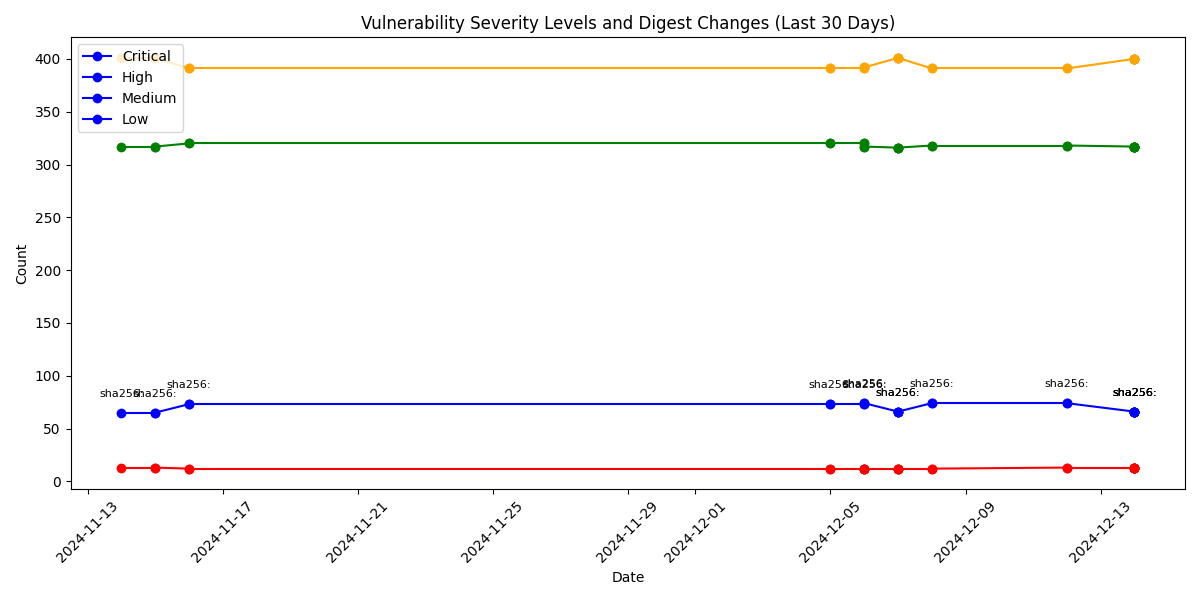 Vulnerability Severity Levels and Digest Changes (Last 30 Days)
Critical
High
Medium
Low
Count
400
350
300
250
200
150
100
50
0
sha256:
sha256:
sha256:
sha256:
sha256:
sha256:
sha256:
sha256:
sha256:
2024-11-13
2024-11-17
2024-11-21
2024-11-25
2024-11-29
2024-12-01
2024-12-05
2024-12-09
2024-12-13
Date